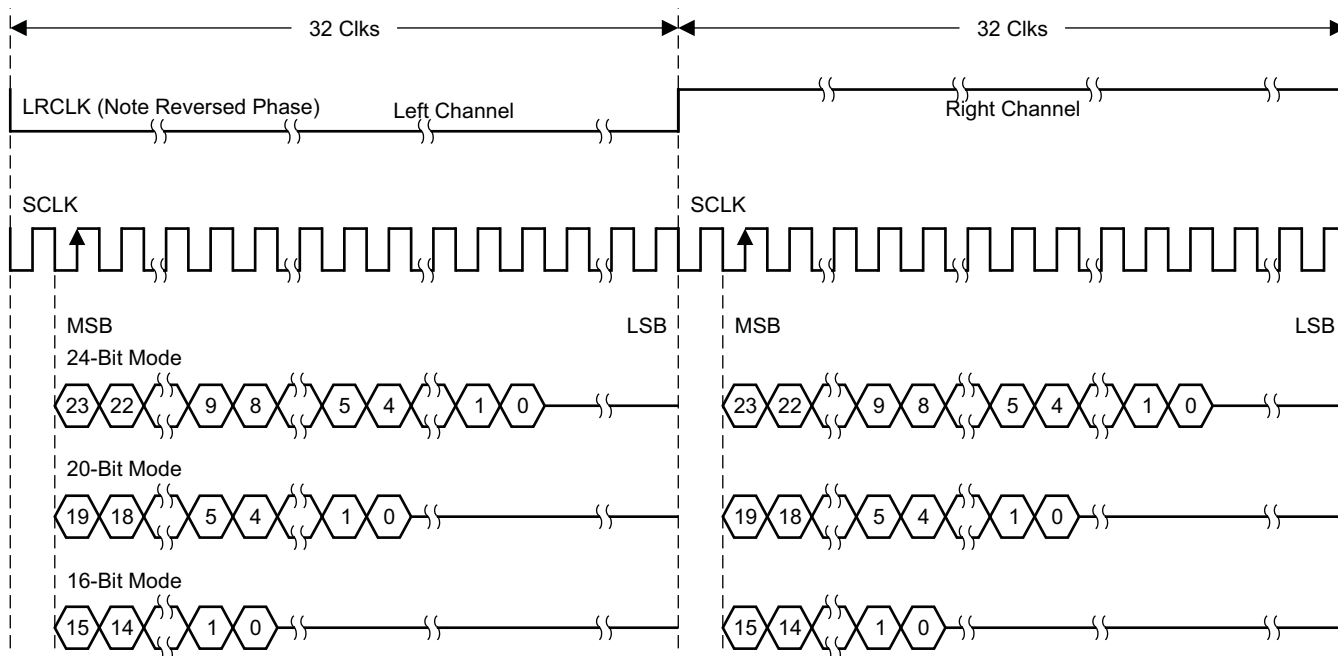 32 Clks 32 Clks
LRCLK (Note Reversed Phase) Left Channel Right Channel
SCLK SCLK
MSB LSB MSB LSB
24-Bit Mode
23 22 9 8 5 4 1 0 23 22 9 8 5 4 1 0
20-Bit Mode
19 18 5 4 1 0 19 18 5 4 1 0
16-Bit Mode
15 14 1 0 15 14 1 0